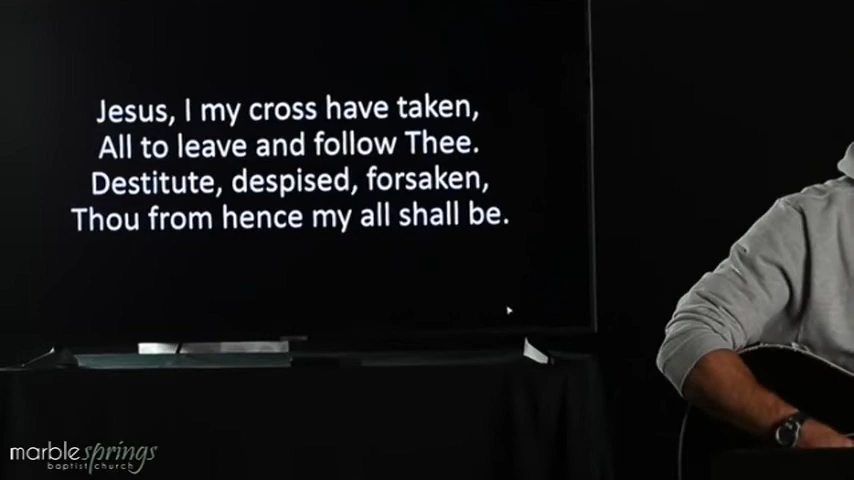 Jesus, I my cross have taken,
All to leave and follow Thee.
Destitute, despised, forsaken,
Thou from hence my all shall be.
marble springs
baptist church